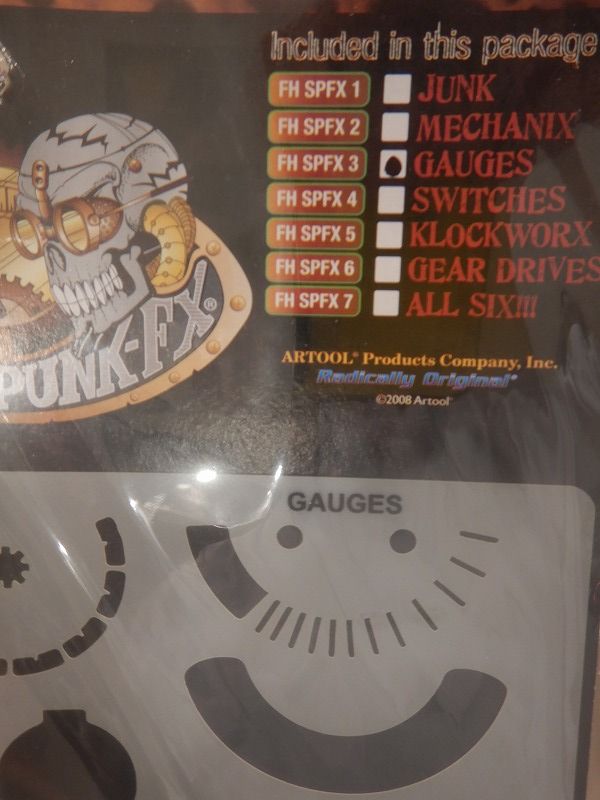 Included in this package
FH SPFX 1 JUNK
FH SPFX 2 MECHANIX
FH SPFX 3 GAUGES
FH SPFX 4 SWITCHES
FH SPFX 5 KLOCKWORX
FH SPFX 6 GEAR DRIVES
FH SPFX 7 ALL SIX!!!
PUNK-FX®
ARTOOL® Products Company, Inc.
Radically Original®
©2008 Artool
GAUGES